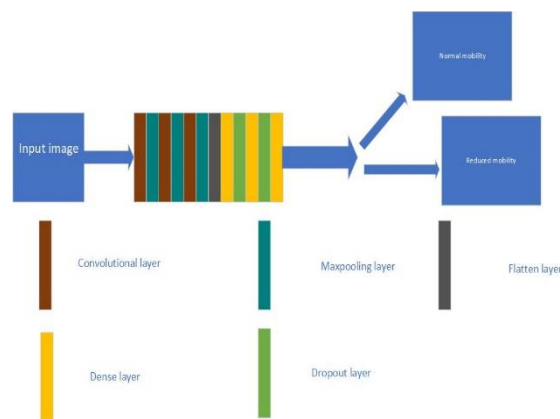 Normal mobility
Input image
Reduced mobility
Convolutional layer
Maxpooling layer
Flatten layer
Dense layer
Dropout layer